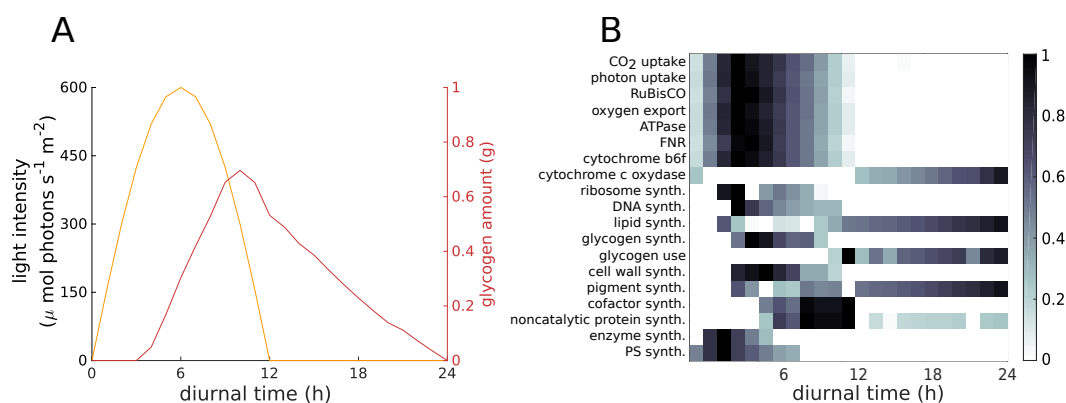 A
light intensity
(μ mol photons s⁻¹ m⁻²)
600
450
300
150
0
0
6
12
18
24
diurnal time (h)
1
0.8
0.6
0.4
0.2
0
glycogen amount (g)
B
CO₂ uptake
photon uptake
RuBisCO
oxygen export
ATPase
FNR
cytochrome b6f
cytochrome c oxydase
ribosome synth.
DNA synth.
lipid synth.
glycogen synth.
glycogen use
cell wall synth.
pigment synth.
cofactor synth.
noncatalytic protein synth.
enzyme synth.
PS synth.
6
12
18
24
diurnal time (h)
1
0.8
0.6
0.4
0.2
0